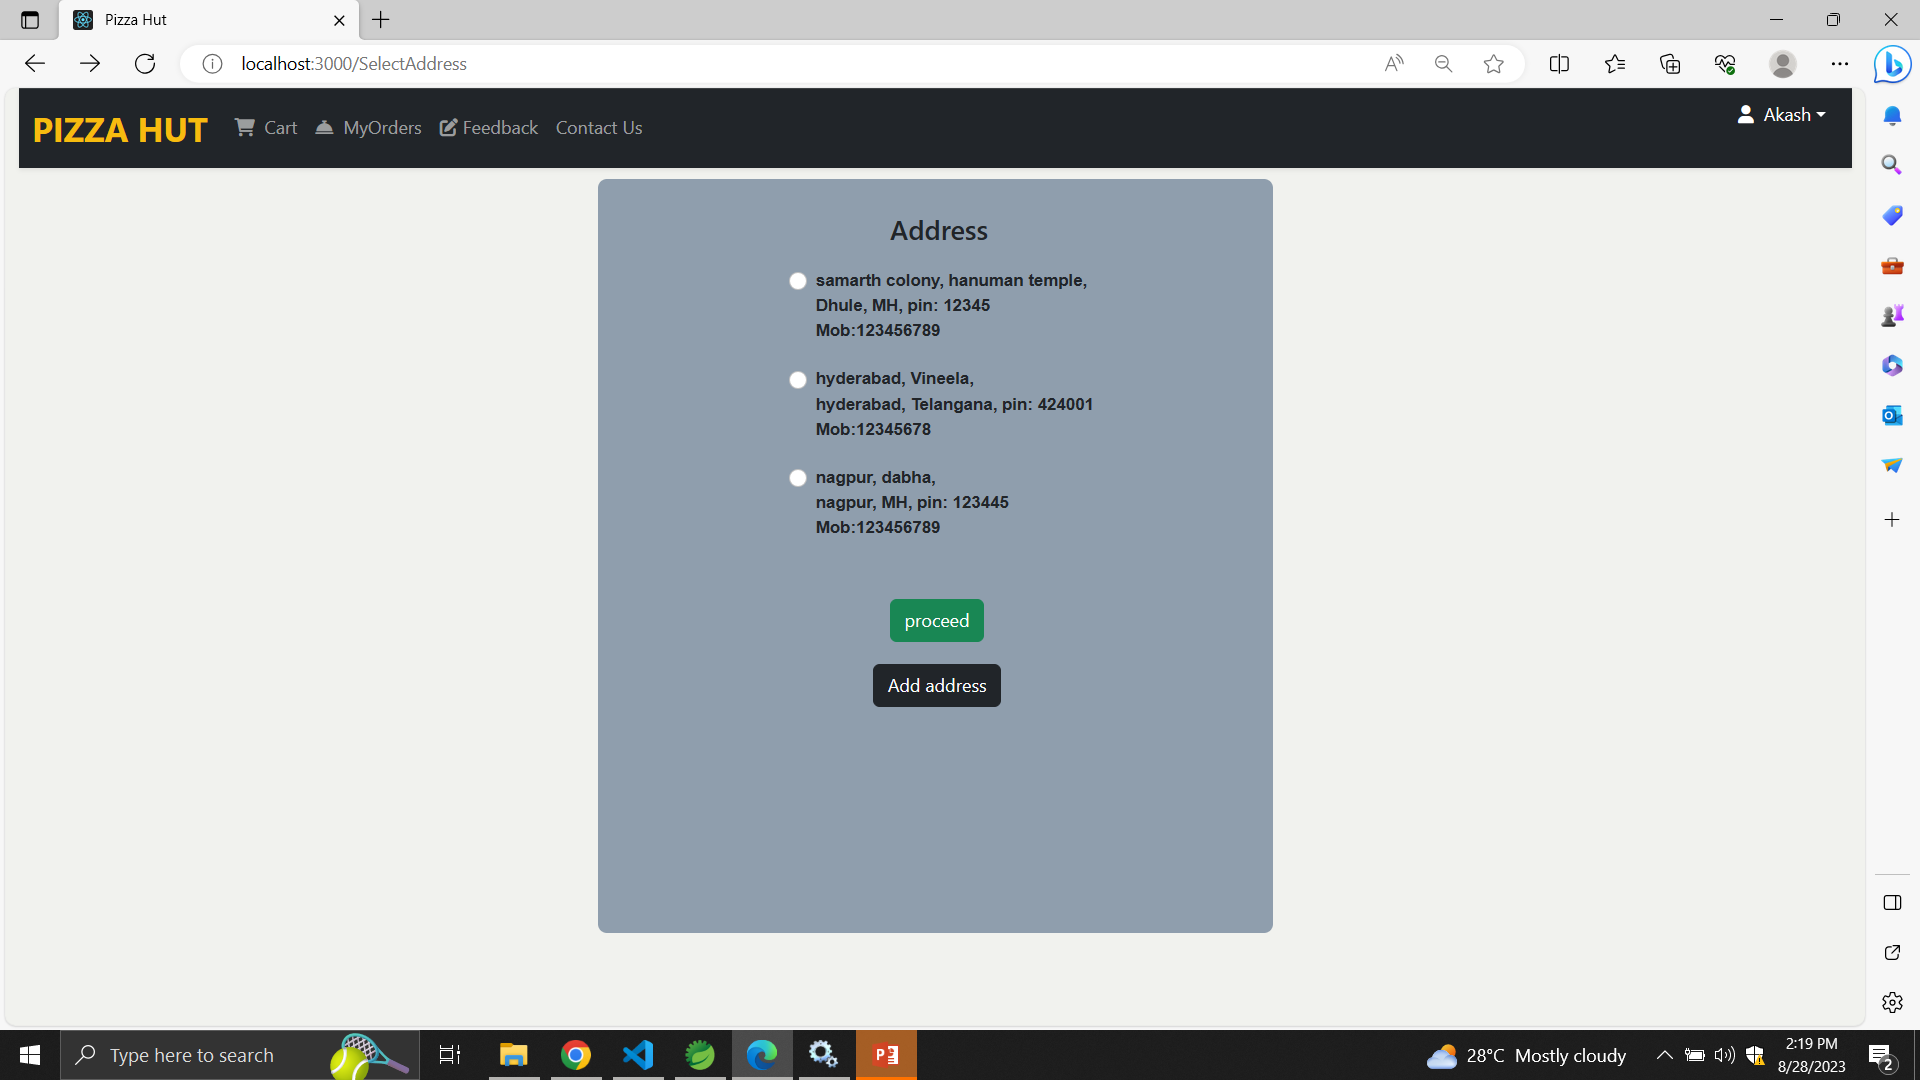 Pizza Hut
localhost:3000/SelectAddress
PIZZA HUT
Cart
MyOrders
Feedback
Contact Us
Akash
Address
samarth colony, hanuman temple,
Dhule, MH, pin: 12345
Mob:123456789
hyderabad, Vineela,
hyderabad, Telangana, pin: 424001
Mob:12345678
nagpur, dabha,
nagpur, MH, pin: 123445
Mob:123456789
proceed
Add address
Type here to search
28°C Mostly cloudy
2:19 PM
8/28/2023
2